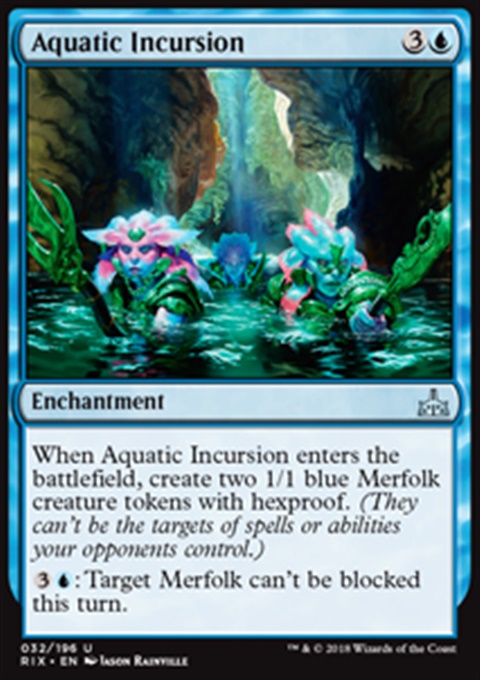 Aquatic Incursion 3
Enchantment
When Aquatic Incursion enters the
battlefield, create two 1/1 blue Merfolk
creature tokens with hexproof. (They
can't be the targets of spells or abilities
your opponents control.)
3 : Target Merfolk can't be blocked
this turn.
032/196 U
RIX • EN Jason Rainville
™ & © 2018 Wizards of the Coast